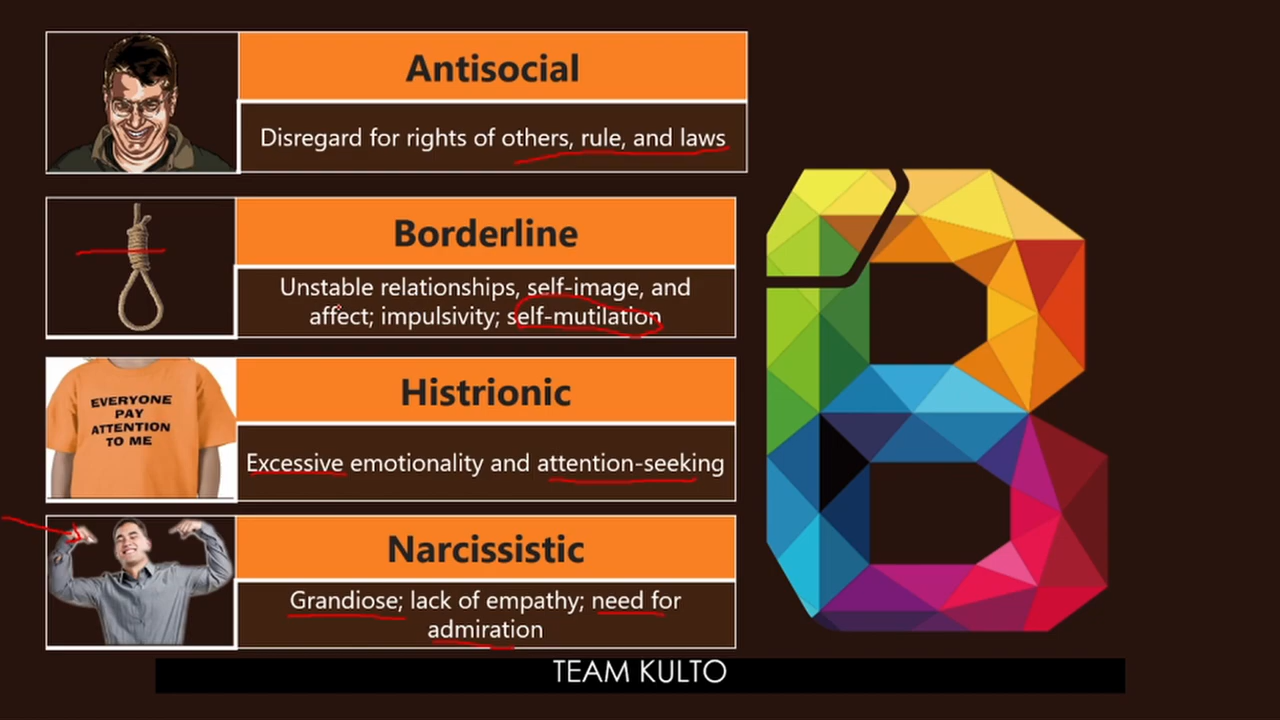 Antisocial
Disregard for rights of others, rule, and laws
Borderline
Unstable relationships, self-image, and
affect; impulsivity; self-mutilation
EVERYONE
PAY
ATTENTION
TO ME
Histrionic
Excessive emotionality and attention-seeking
Narcissistic
Grandiose; lack of empathy; need for
admiration
B
TEAM KULTO